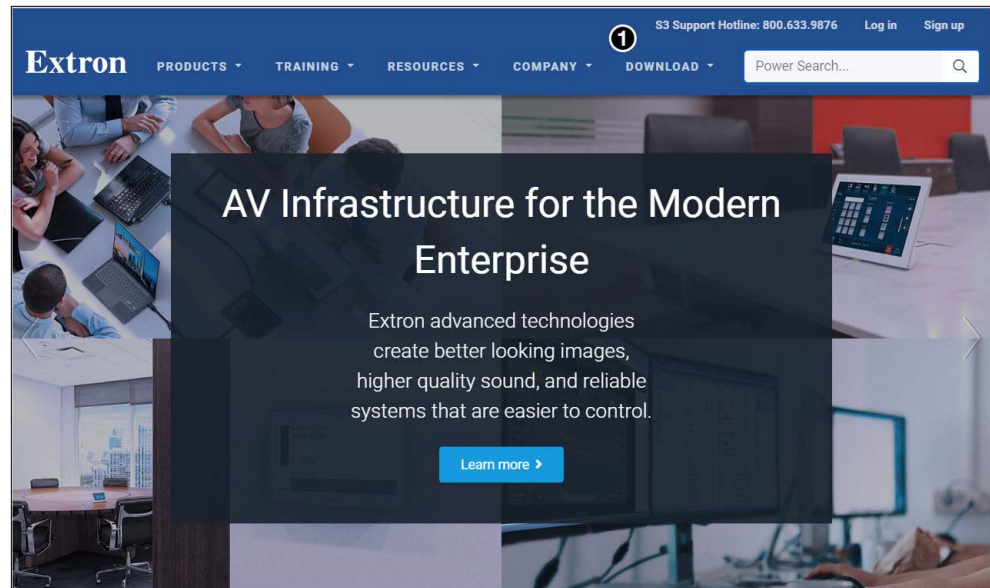 S3 Support Hotline: 800.633.9876 Log in Sign up
1
Extron PRODUCTS TRAINING RESOURCES COMPANY DOWNLOAD Power Search...
AV Infrastructure for the Modern
Enterprise
Extron advanced technologies
create better looking images,
higher quality sound, and reliable
systems that are easier to control.
Learn more